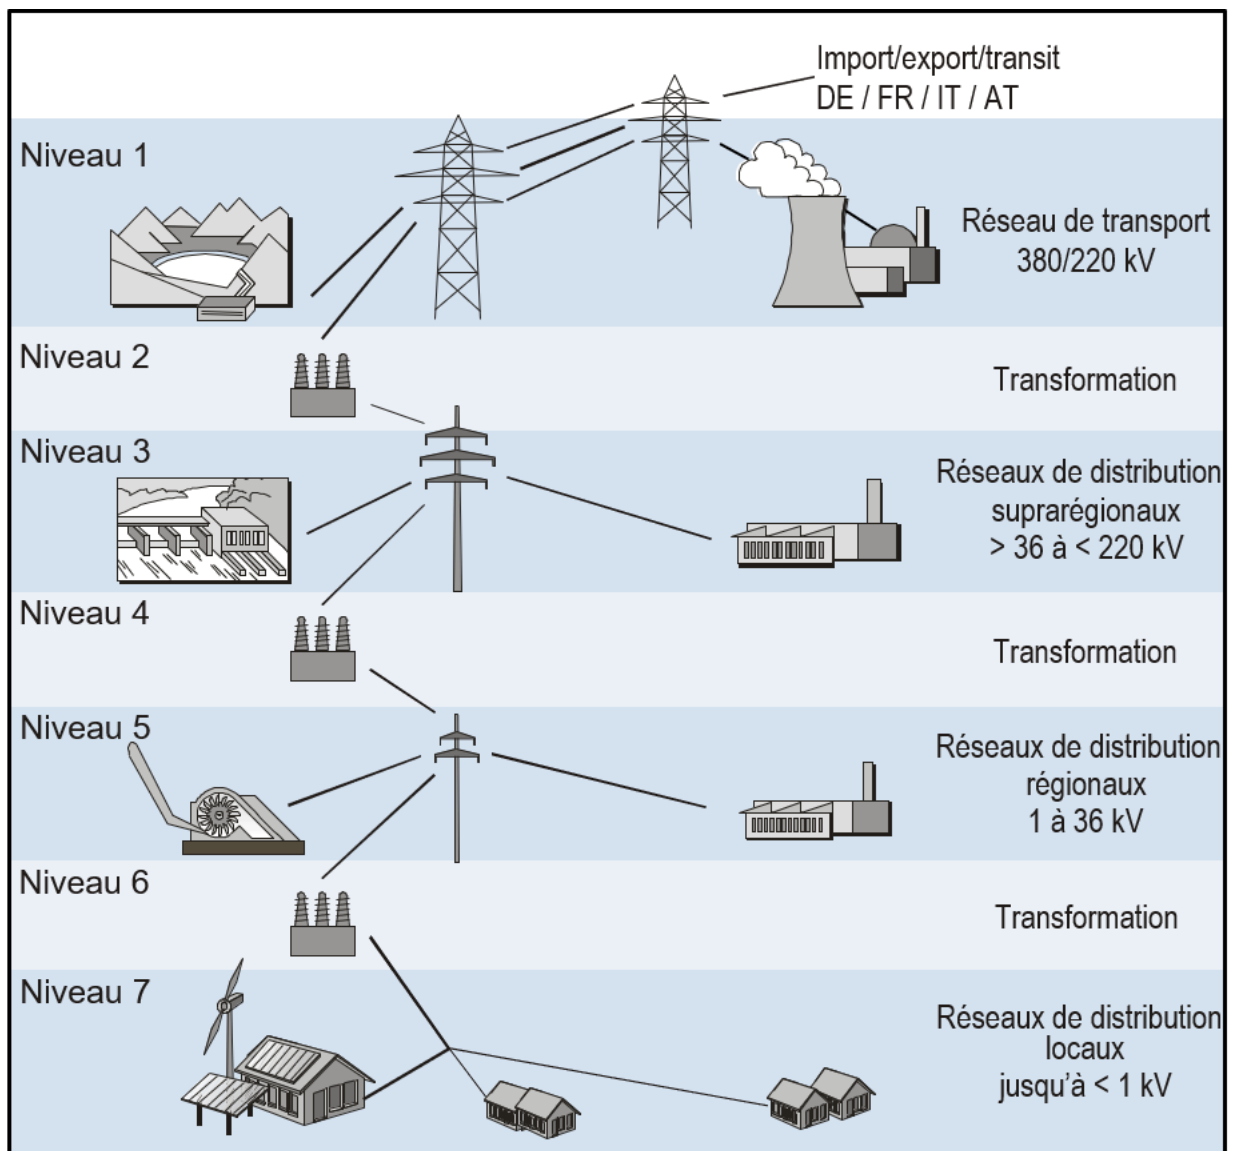 Import/export/transit
DE / FR / IT / AT
Niveau 1
Réseau de transport
380/220 kV
Niveau 2
Transformation
Niveau 3
Réseaux de distribution
suprarégionaux
> 36 à < 220 kV
Niveau 4
Transformation
Niveau 5
Réseaux de distribution
régionaux
1 à 36 kV
Niveau 6
Transformation
Niveau 7
Réseaux de distribution
locaux
jusqu'à < 1 kV